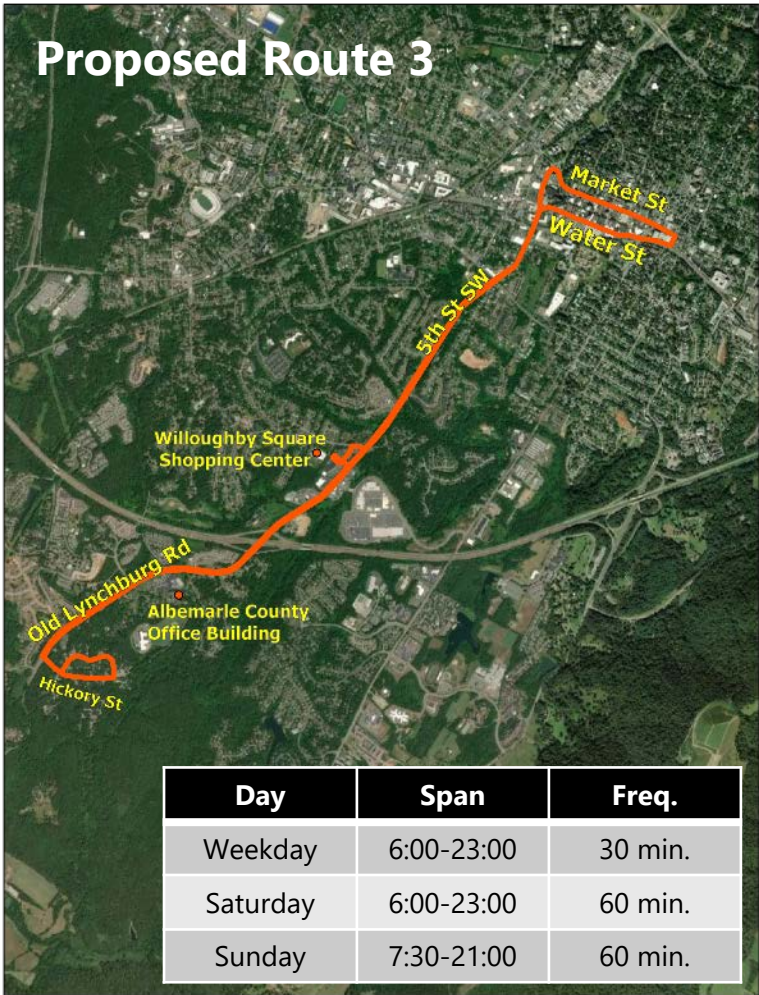 Proposed Route 3
Market St
Water St
5th St SW
Willoughby Square
Shopping Center
Old Lynchburg Rd
Albemarle County
Office Building
Hickory St
Day Span Freq.
Weekday 6:00-23:00 30 min.
Saturday 6:00-23:00 60 min.
Sunday 7:30-21:00 60 min.